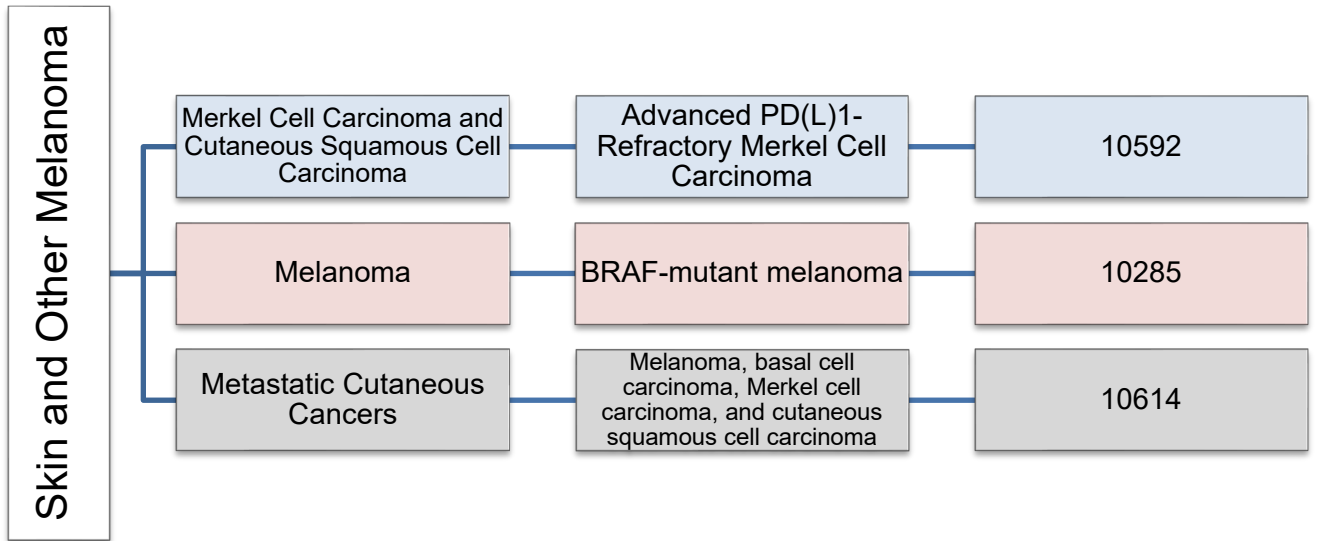 Skin and Other Melanoma
Merkel Cell Carcinoma and
Cutaneous Squamous Cell
Carcinoma
Advanced PD(L)1-
Refractory Merkel Cell
Carcinoma
10592
Melanoma
BRAF-mutant melanoma
10285
Metastatic Cutaneous
Cancers
Melanoma, basal cell
carcinoma, Merkel cell
carcinoma, and cutaneous
squamous cell carcinoma
10614